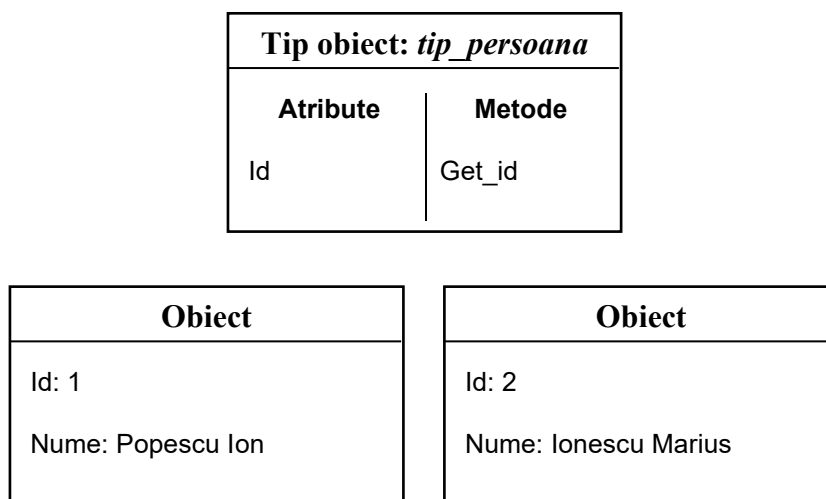 Tip obiect: tip_persoana
Atribute Metode
Id Get_id
Obiect
Id: 1
Nume: Popescu Ion
Obiect
Id: 2
Nume: Ionescu Marius